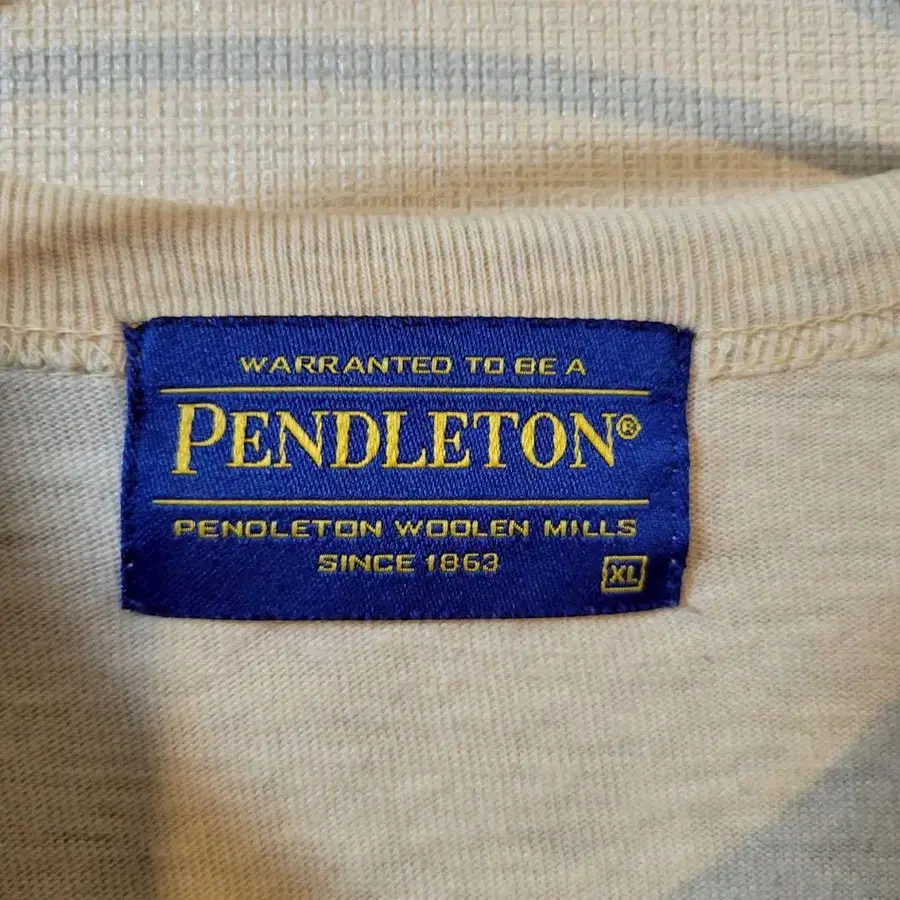 WARRANTED TO BE A
PENDLETON®
PENDLETON WOOLEN MILLS
SINCE 1863
XL